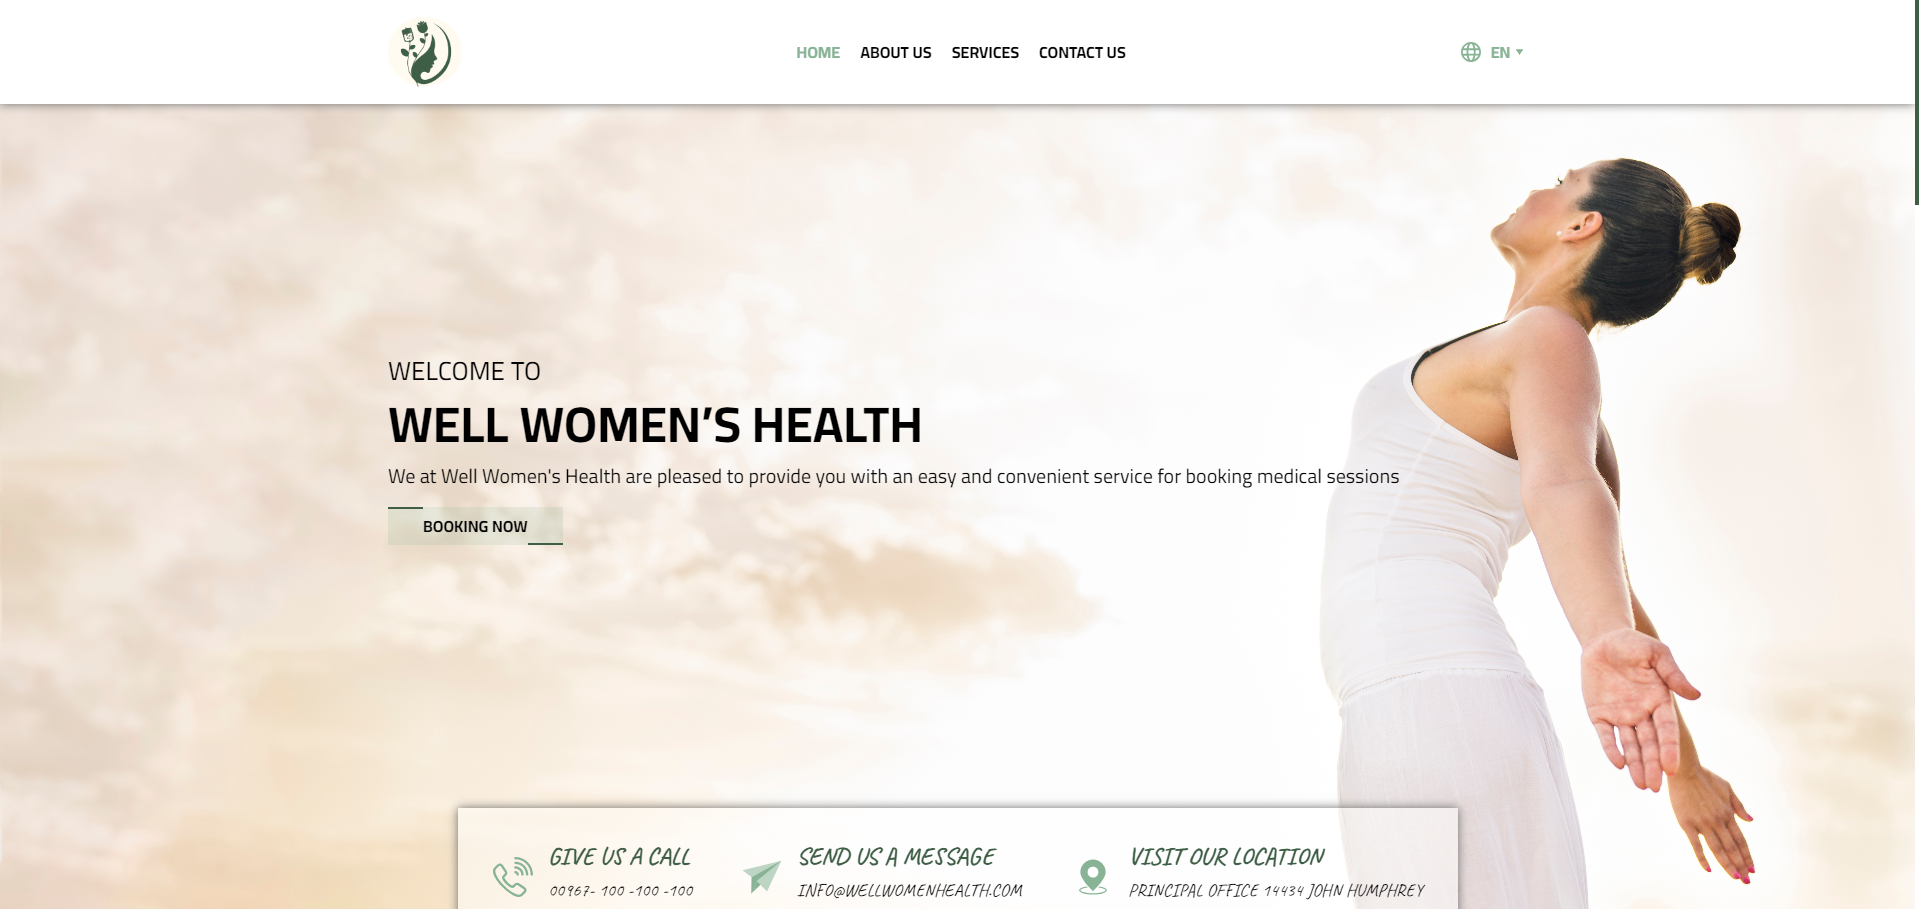 HOME ABOUT US SERVICES CONTACT US EN
WELCOME TO
WELL WOMEN’S HEALTH
We at Well Women's Health are pleased to provide you with an easy and convenient service for booking medical sessions
BOOKING NOW
GIVE US A CALL
00967- 100 -100 -100
SEND US A MESSAGE
INFO@WELLWOMENHEALTH.COM
VISIT OUR LOCATION
PRINCIPAL OFFICE 14434 JOHN HUMPHREY